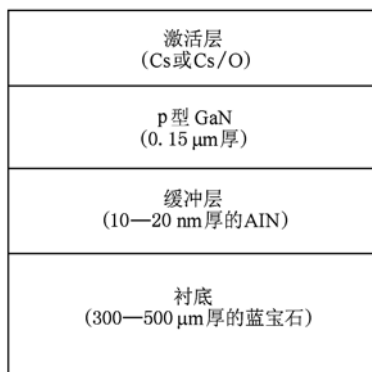 激活层
(Cs或Cs/O)
p型 GaN
(0.15 μm厚)
缓冲层
(10—20 nm厚的AlN)
衬底
(300—500 μm厚的蓝宝石)